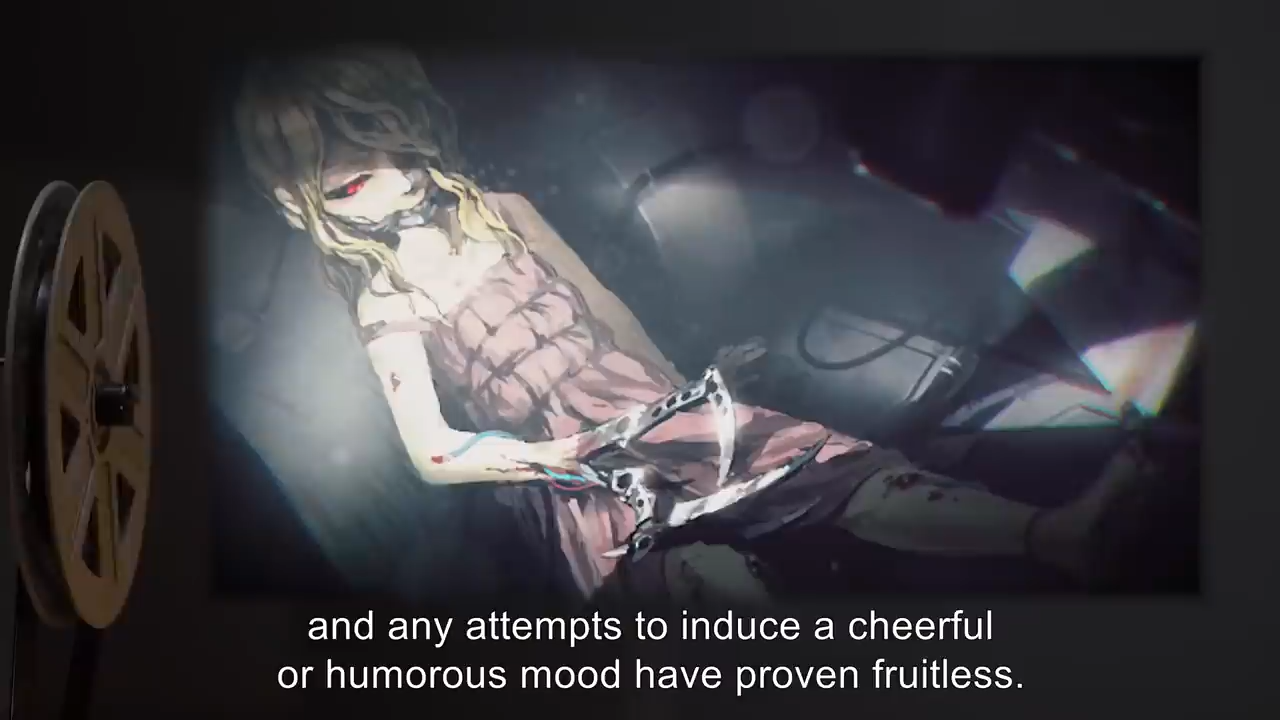 and any attempts to induce a cheerful
or humorous mood have proven fruitless.